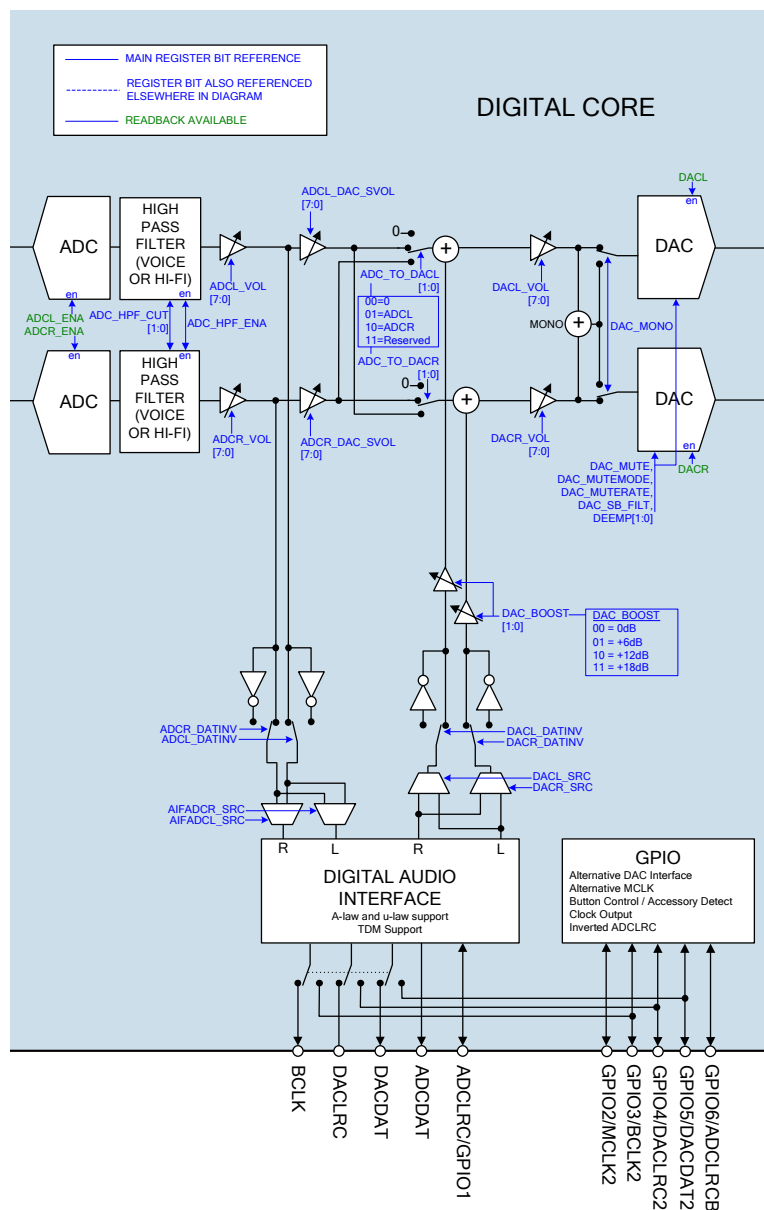 MAIN REGISTER BIT REFERENCE
REGISTER BIT ALSO REFERENCED
ELSEWHERE IN DIAGRAM
READBACK AVAILABLE
DIGITAL CORE
ADC
HIGH
PASS
FILTER
(VOICE
OR HI-FI)
en
ADCL_VOL
[7:0]
ADCL_DAC_SVOL
[7:0]
0
+
ADC_TO_DACL
[1:0]
00=0
01=ADCL
10=ADCR
11=Reserved
ADC_TO_DACR
[1:0]
DACL_VOL
[7:0]
DACL
en
DAC
MONO
+
DAC_MONO
ADCL_ENA
ADCR_ENA
en
ADC_HPF_CUT
[1:0]
ADC_HPF_ENA
en
en
ADC
HIGH
PASS
FILTER
(VOICE
OR HI-FI)
ADCR_VOL
[7:0]
ADCR_DAC_SVOL
[7:0]
0
+
DACR_VOL
[7:0]
DAC
en
DACR
DAC_MUTE,
DAC_MUTEMODE,
DAC_MUTERATE,
DAC_SB_FILT,
DEEMP[1:0]
DAC_BOOST
[1:0]
DAC_BOOST
00 = 0dB
01 = +6dB
10 = +12dB
11 = +18dB
ADCR_DATINV
ADCL_DATINV
DACL_DATINV
DACR_DATINV
DACL_SRC
DACR_SRC
AIFADCR_SRC
AIFADCL_SRC
R
L
R
L
DIGITAL AUDIO
INTERFACE
A-law and u-law support
TDM Support
GPIO
Alternative DAC Interface
Alternative MCLK
Button Control / Accessory Detect
Clock Output
Inverted ADCLRC
BCLK
DACLRC
DACDAT
ADCDAT
ADCLRC/GPIO1
GPIO2/MCLK2
GPIO3/BCLK2
GPIO4/DACLRC2
GPIO5/DACDAT2
GPIO6/ADCLRCB